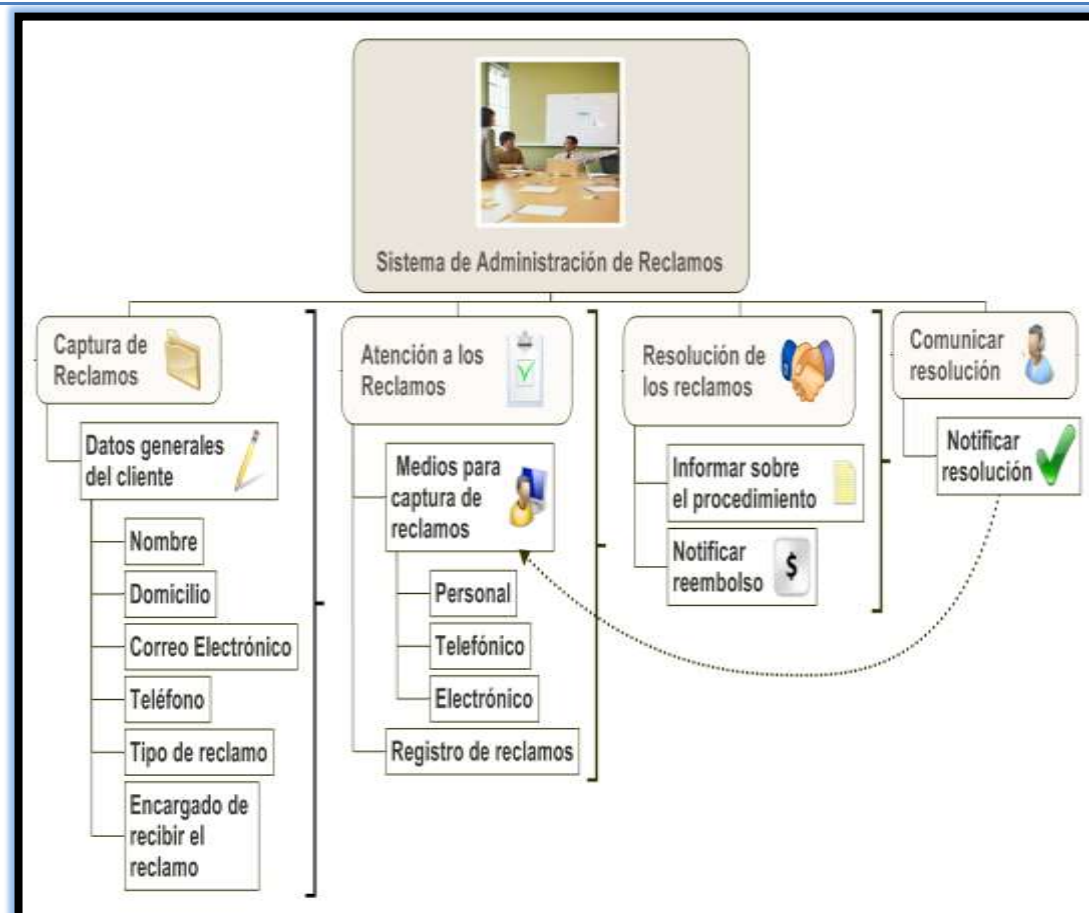 Sistema de Administración de Reclamos
Captura de
Reclamos
Datos generales
del cliente
Nombre
Domicilio
Correo Electrónico
Teléfono
Tipo de reclamo
Encargado de
recibir el
reclamo
Atención a los
Reclamos
Medios para
captura de
reclamos
Personal
Telefónico
Electrónico
Registro de reclamos
Resolución de
los reclamos
Informar sobre
el procedimiento
Notificar
reembolso
$
Comunicar
resolución
Notificar
resolución